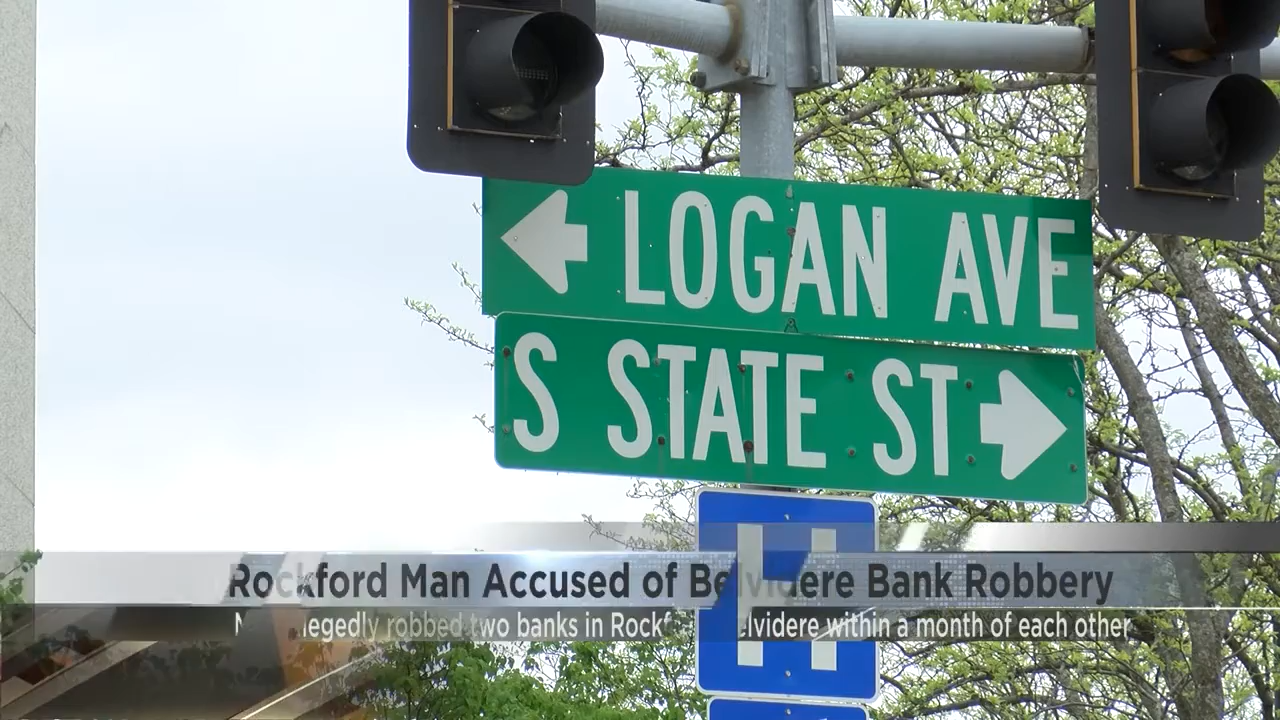 LOGAN AVE
S STATE ST
H
Rockford Man Accused of Belvidere Bank Robbery
robbed two banks in within a month of each other